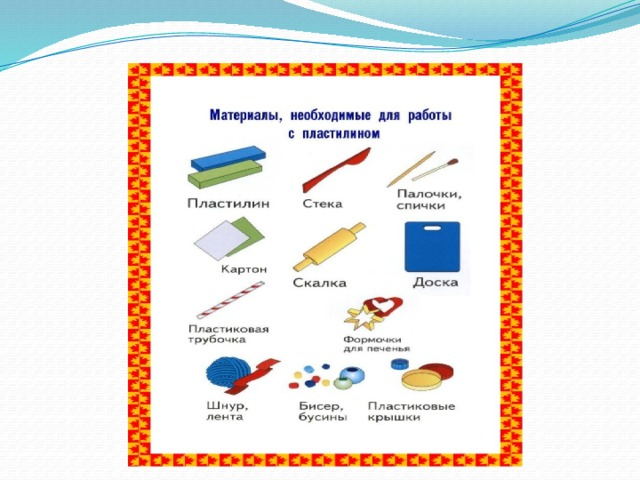 Материалы, необходимые для работы
с пластилином
Пластилин
Стека
Палочки,
спички
Картон
Скалка
Доска
Пластиковая
трубочка
Формочки
для печенья
Шнур,
лента
Бисер,
бусины
Пластиковые
крышки